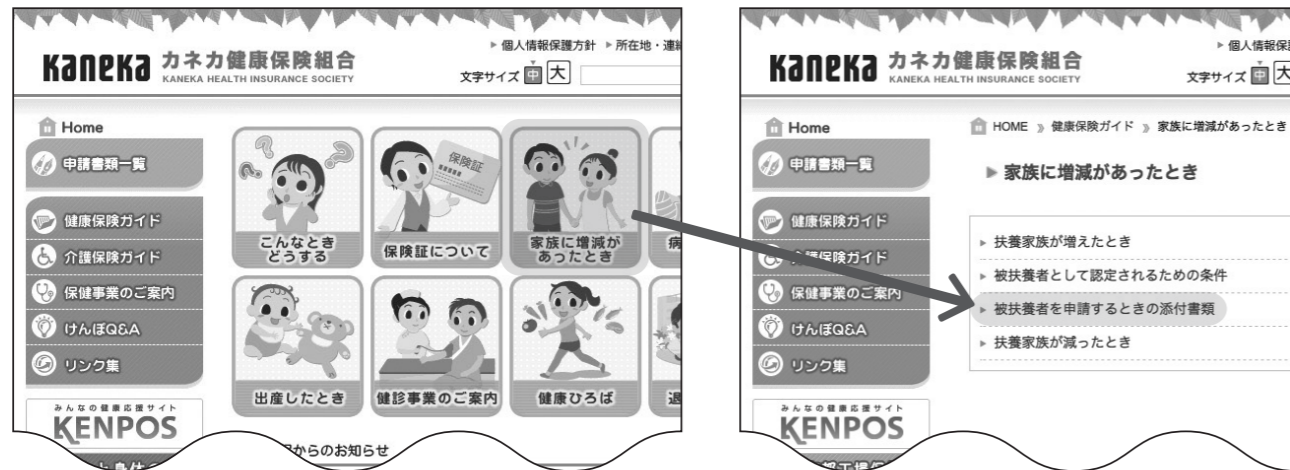 ▶ 個人情報保護方針 ▶ 所在地・連
Kaneka カネカ健康保険組合
KANEKA HEALTH INSURANCE SOCIETY
文字サイズ 中 大
Home
申請書類一覧
健康保険ガイド
介護保険ガイド
保健事業のご案内
けんぽQ&A
リンク集
みんなの健康応援サイト
KENPOS
こんなとき
どうする
保険証
保険証について
家族に増減が
あったとき
病
出産したとき
健診事業のご案内
健康ひろば
退
からのお知らせ
▶ 個人情報保
Kaneka カネカ健康保険組合
KANEKA HEALTH INSURANCE SOCIETY
文字サイズ 中 大
Home
申請書類一覧
健康保険ガイド
介護保険ガイド
保健事業のご案内
けんぽQ&A
リンク集
みんなの健康応援サイト
KENPOS
HOME 》 健康保険ガイド 》 家族に増減があったとき
▶ 家族に増減があったとき
▶ 扶養家族が増えたとき
▶ 被扶養者として認定されるための条件
▶ 被扶養者を申請するときの添付書類
▶ 扶養家族が減ったとき